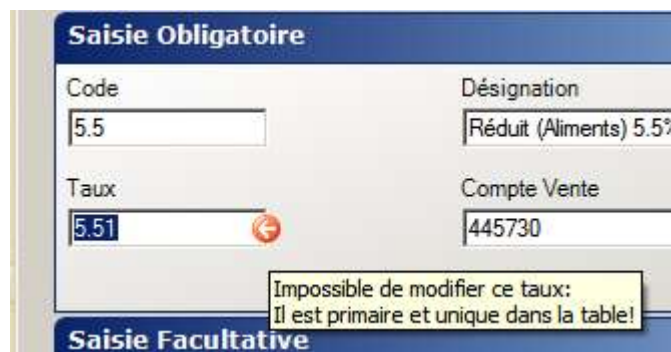 Saisie Obligatoire
Code
Désignation
5.5
Réduit (Aliments) 5.5%
Taux
Compte Vente
5.51
445730
Impossible de modifier ce taux:
Il est primaire et unique dans la table!
Saisie Facultative